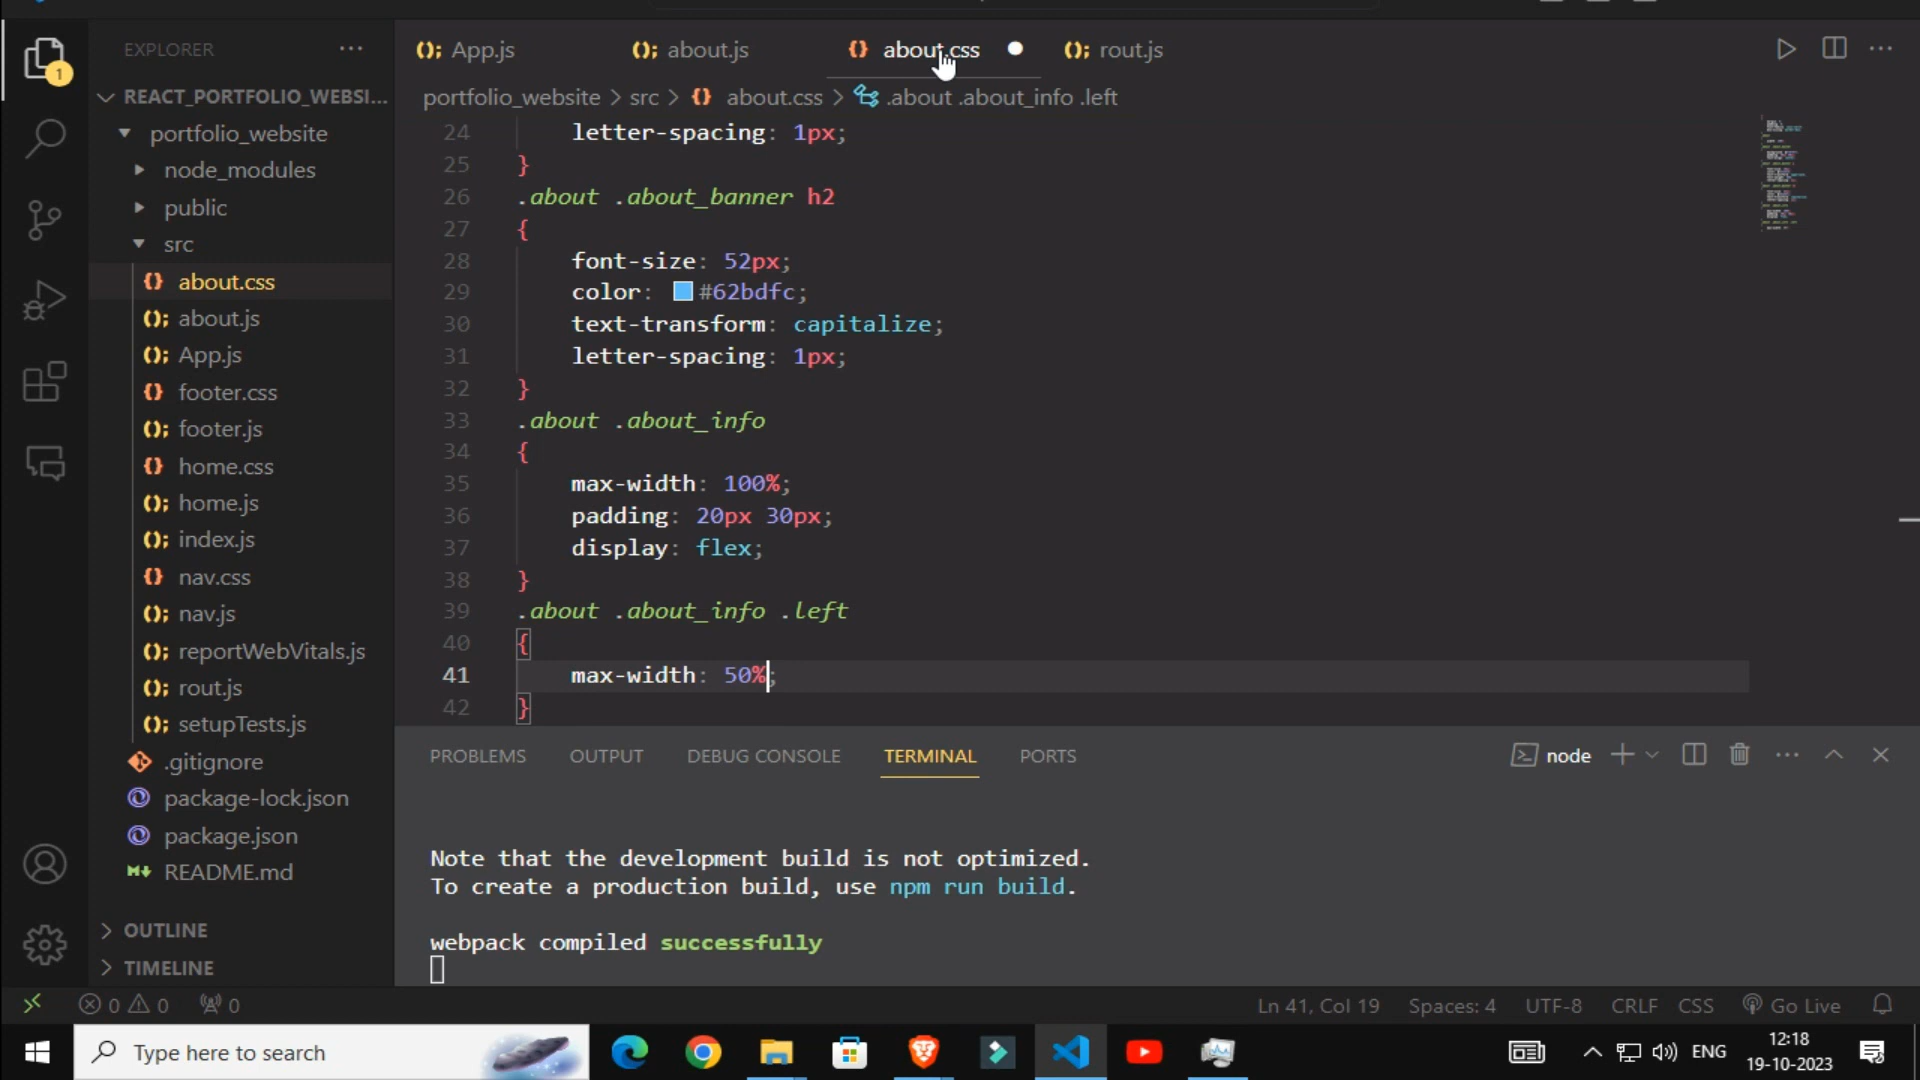 EXPLORER
REACT_PORTFOLIO_WEBSI...
portfolio_website
node_modules
public
src
about.css
about.js
App.js
footer.css
footer.js
home.css
home.js
index.js
nav.css
nav.js
reportWebVitals.js
rout.js
setupTests.js
.gitignore
package-lock.json
package.json
README.md
OUTLINE
TIMELINE
1
App.js about.js about.css rout.js
portfolio_website > src > about.css > .about .about_info .left
24 letter-spacing: 1px;
25 }
26 .about .about_banner h2
27 {
28 font-size: 52px;
29 color: #62bdfc;
30 text-transform: capitalize;
31 letter-spacing: 1px;
32 }
33 .about .about_info
34 {
35 max-width: 100%;
36 padding: 20px 30px;
37 display: flex;
38 }
39 .about .about_info .left
40 {
41 max-width: 50%;
42 }
PROBLEMS OUTPUT DEBUG CONSOLE TERMINAL PORTS
node
Note that the development build is not optimized.
To create a production build, use npm run build.
webpack compiled successfully
0 0 0
Ln 41, Col 19 Spaces: 4 UTF-8 CRLF CSS Go Live
Type here to search
ENG
12:18
19-10-2023